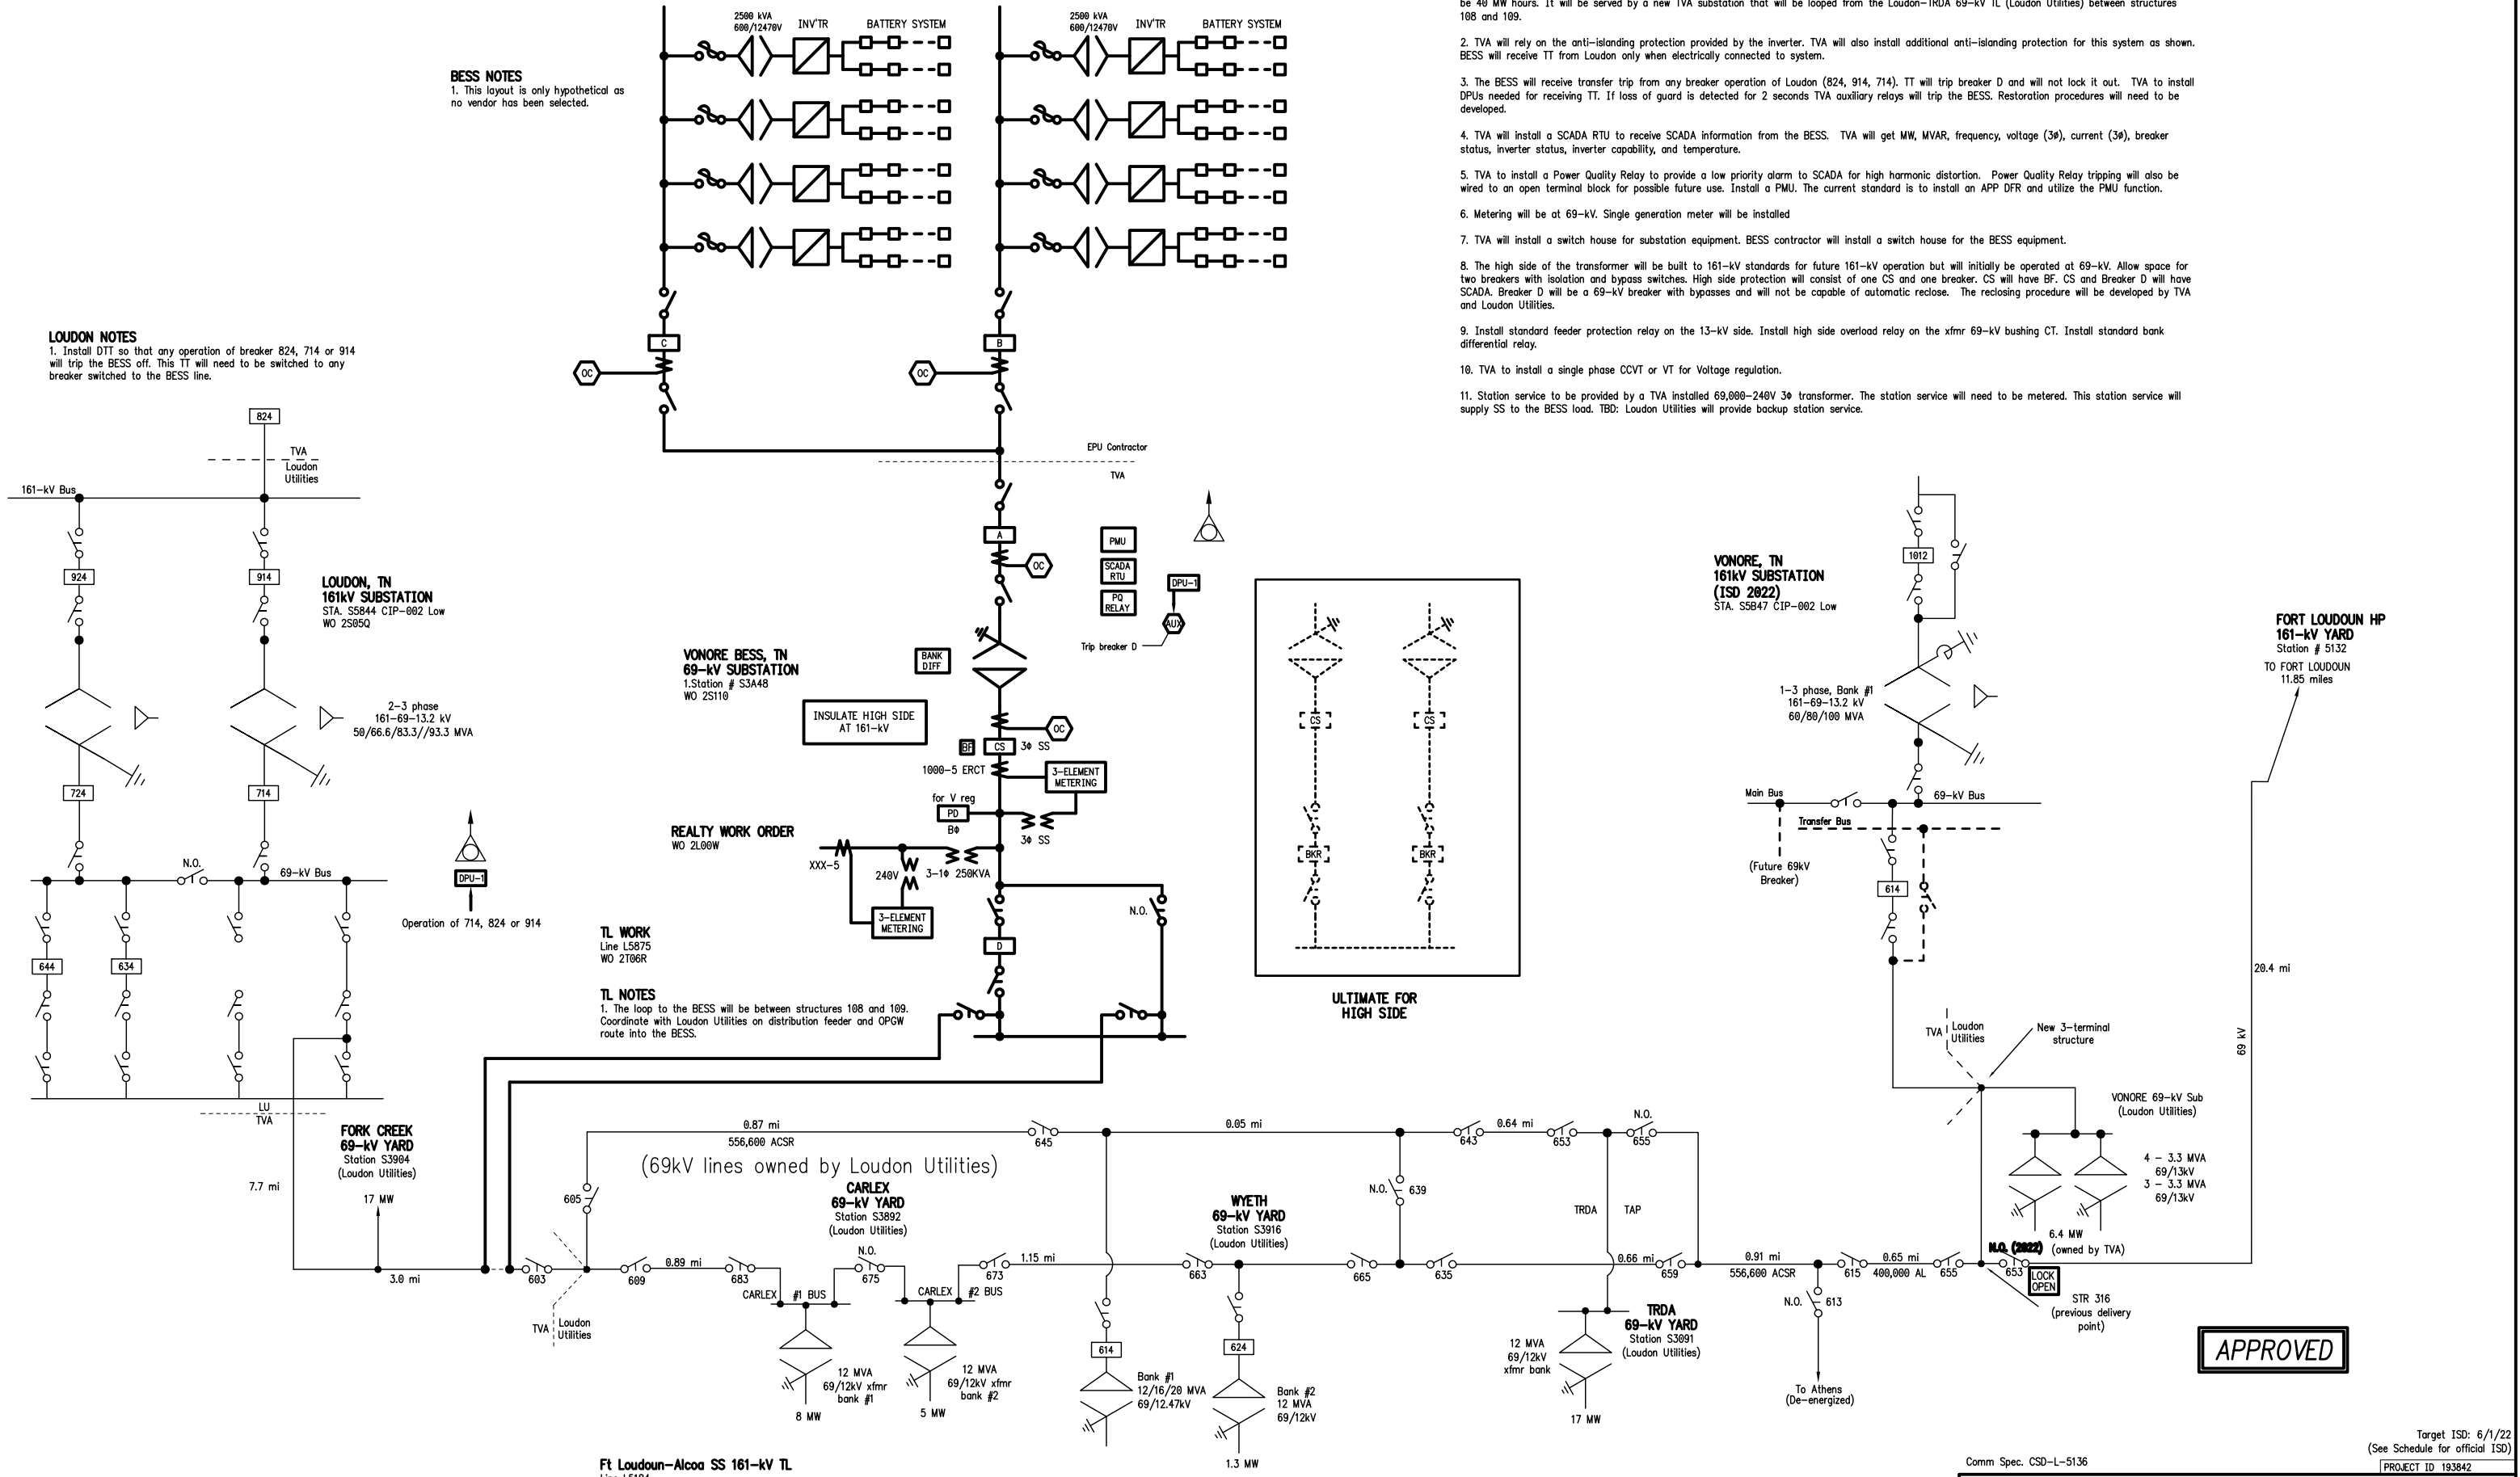 2500 kVA
600/12470V
INV'TR
BATTERY SYSTEM
2500 kVA
600/12470V
INV'TR
BATTERY SYSTEM
BESS NOTES
1. This layout is only hypothetical as
no vendor has been selected.
C
OC
B
OC
EPU Contractor
TVA
be 40 MW hours. It will be served by a new TVA substation that will be looped from the Loudon-TRDA 69-kV TL (Loudon Utilities) between structures
108 and 109.
2. TVA will rely on the anti-islanding protection provided by the inverter. TVA will also install additional anti-islanding protection for this system as shown.
BESS will receive TT from Loudon only when electrically connected to system.
3. The BESS will receive transfer trip from any breaker operation of Loudon (824, 914, 714). TT will trip breaker D and will not lock it out. TVA to install
DPUs needed for receiving TT. If loss of guard is detected for 2 seconds TVA auxiliary relays will trip the BESS. Restoration procedures will need to be
developed.
4. TVA will install a SCADA RTU to receive SCADA information from the BESS. TVA will get MW, MVAR, frequency, voltage (3ø), current (3ø), breaker
status, inverter status, inverter capability, and temperature.
5. TVA to install a Power Quality Relay to provide a low priority alarm to SCADA for high harmonic distortion. Power Quality Relay tripping will also be
wired to an open terminal block for possible future use. Install a PMU. The current standard is to install an APP DFR and utilize the PMU function.
6. Metering will be at 69-kV. Single generation meter will be installed
7. TVA will install a switch house for substation equipment. BESS contractor will install a switch house for the BESS equipment.
8. The high side of the transformer will be built to 161-kV standards for future 161-kV operation but will initially be operated at 69-kV. Allow space for
two breakers with isolation and bypass switches. High side protection will consist of one CS and one breaker. CS will have BF. CS and Breaker D will have
SCADA. Breaker D will be a 69-kV breaker with bypasses and will not be capable of automatic reclose. The reclosing procedure will be developed by TVA
and Loudon Utilities.
9. Install standard feeder protection relay on the 13-kV side. Install high side overload relay on the xfmr 69-kV bushing CT. Install standard bank
differential relay.
10. TVA to install a single phase CCVT or VT for Voltage regulation.
11. Station service to be provided by a TVA installed 69,000-240V 3Φ transformer. The station service will need to be metered. This station service will
supply SS to the BESS load. TBD: Loudon Utilities will provide backup station service.
LOUDON NOTES
1. Install DTT so that any operation of breaker 824, 714 or 914
will trip the BESS off. This TT will need to be switched to any
breaker switched to the BESS line.
824
TVA
Loudon
Utilities
161-kV Bus
924
914
LOUDON, TN
161kV SUBSTATION
STA. S5844 CIP-002 Low
WO 2S05Q
2-3 phase
161-69-13.2 kV
50/66.6/83.3//93.3 MVA
724
714
N.O.
69-kV Bus
DPU-1
Operation of 714, 824 or 914
644
634
LU
TVA
A
OC
PMU
SCADA
RTU
PQ
RELAY
DPU-1
AUX
Trip breaker D
VONORE BESS, TN
69-kV SUBSTATION
1.Station # S3A48
WO 2S110
BANK
DIFF
INSULATE HIGH SIDE
AT 161-kV
OC
BF
CS
3Φ SS
1000-5 ERCT
3-ELEMENT
METERING
for V reg
PD
BΦ
3Φ SS
REALTY WORK ORDER
WO 2L00W
XXX-5
240V
3-1Φ 250KVA
3-ELEMENT
METERING
N.O.
D
TL WORK
Line L5875
WO 2T06R
TL NOTES
1. The loop to the BESS will be between structures 108 and 109.
Coordinate with Loudon Utilities on distribution feeder and OPGW
route into the BESS.
CS
CS
BKR
BKR
ULTIMATE FOR
HIGH SIDE
VONORE, TN
161kV SUBSTATION
(ISD 2022)
STA. S5B47 CIP-002 Low
1012
1-3 phase, Bank #1
161-69-13.2 kV
60/80/100 MVA
Main Bus
69-kV Bus
Transfer Bus
(Future 69kV
Breaker)
614
FORT LOUDOUN HP
161-kV YARD
Station # 5132
TO FORT LOUDOUN
11.85 miles
20.4 mi
69 kV
TVA
Loudon
Utilities
New 3-terminal
structure
VONORE 69-kV Sub
(Loudon Utilities)
4 - 3.3 MVA
69/13kV
3 - 3.3 MVA
69/13kV
6.4 MW
(owned by TVA)
N.O. (2022)
FORK CREEK
69-kV YARD
Station S3904
(Loudon Utilities)
7.7 mi
17 MW
3.0 mi
603
605
0.87 mi
556,600 ACSR
645
0.05 mi
643
0.64 mi
653
N.O.
655
(69kV lines owned by Loudon Utilities)
CARLEX
69-kV YARD
Station S3892
(Loudon Utilities)
WYETH
69-kV YARD
Station S3916
(Loudon Utilities)
N.O.
639
TRDA
TAP
609
0.89 mi
683
N.O.
675
673
1.15 mi
663
665
635
0.66 mi
659
0.91 mi
556,600 ACSR
615
0.65 mi
400,000 AL
655
653
LOCK
OPEN
STR 316
(previous delivery
point)
N.O.
613
To Athens
(De-energized)
TVA
Loudon
Utilities
CARLEX
#1 BUS
CARLEX
#2 BUS
12 MVA
69/12kV xfmr
bank #1
8 MW
12 MVA
69/12kV xfmr
bank #2
5 MW
614
Bank #1
12/16/20 MVA
69/12.47kV
624
Bank #2
12 MVA
69/12kV
1.3 MW
TRDA
69-kV YARD
Station S3091
(Loudon Utilities)
12 MVA
69/12kV
xfmr bank
17 MW
APPROVED
Ft Loudoun-Alcoa SS 161-kV TL
Target ISD: 6/1/22
(See Schedule for official ISD)
Comm Spec. CSD-L-5136
PROJECT ID 193842